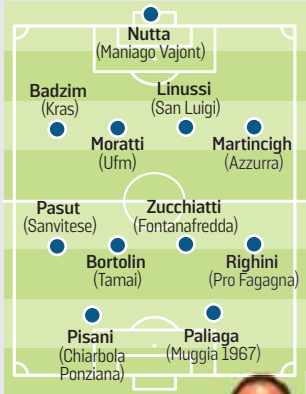 Nutta
(Maniago Vajont)
Badzim
(Kras)
Linussi
(San Luigi)
Moratti
(Ufm)
Martincigh
(Azzurra)
Pasut
(Sanvitese)
Zucchiatti
(Fontanafredda)
Bortolin
(Tamai)
Righini
(Pro Fagagna)
Pisani
(Chiarbola
Ponziana)
Paliaga
(Muggia 1967)